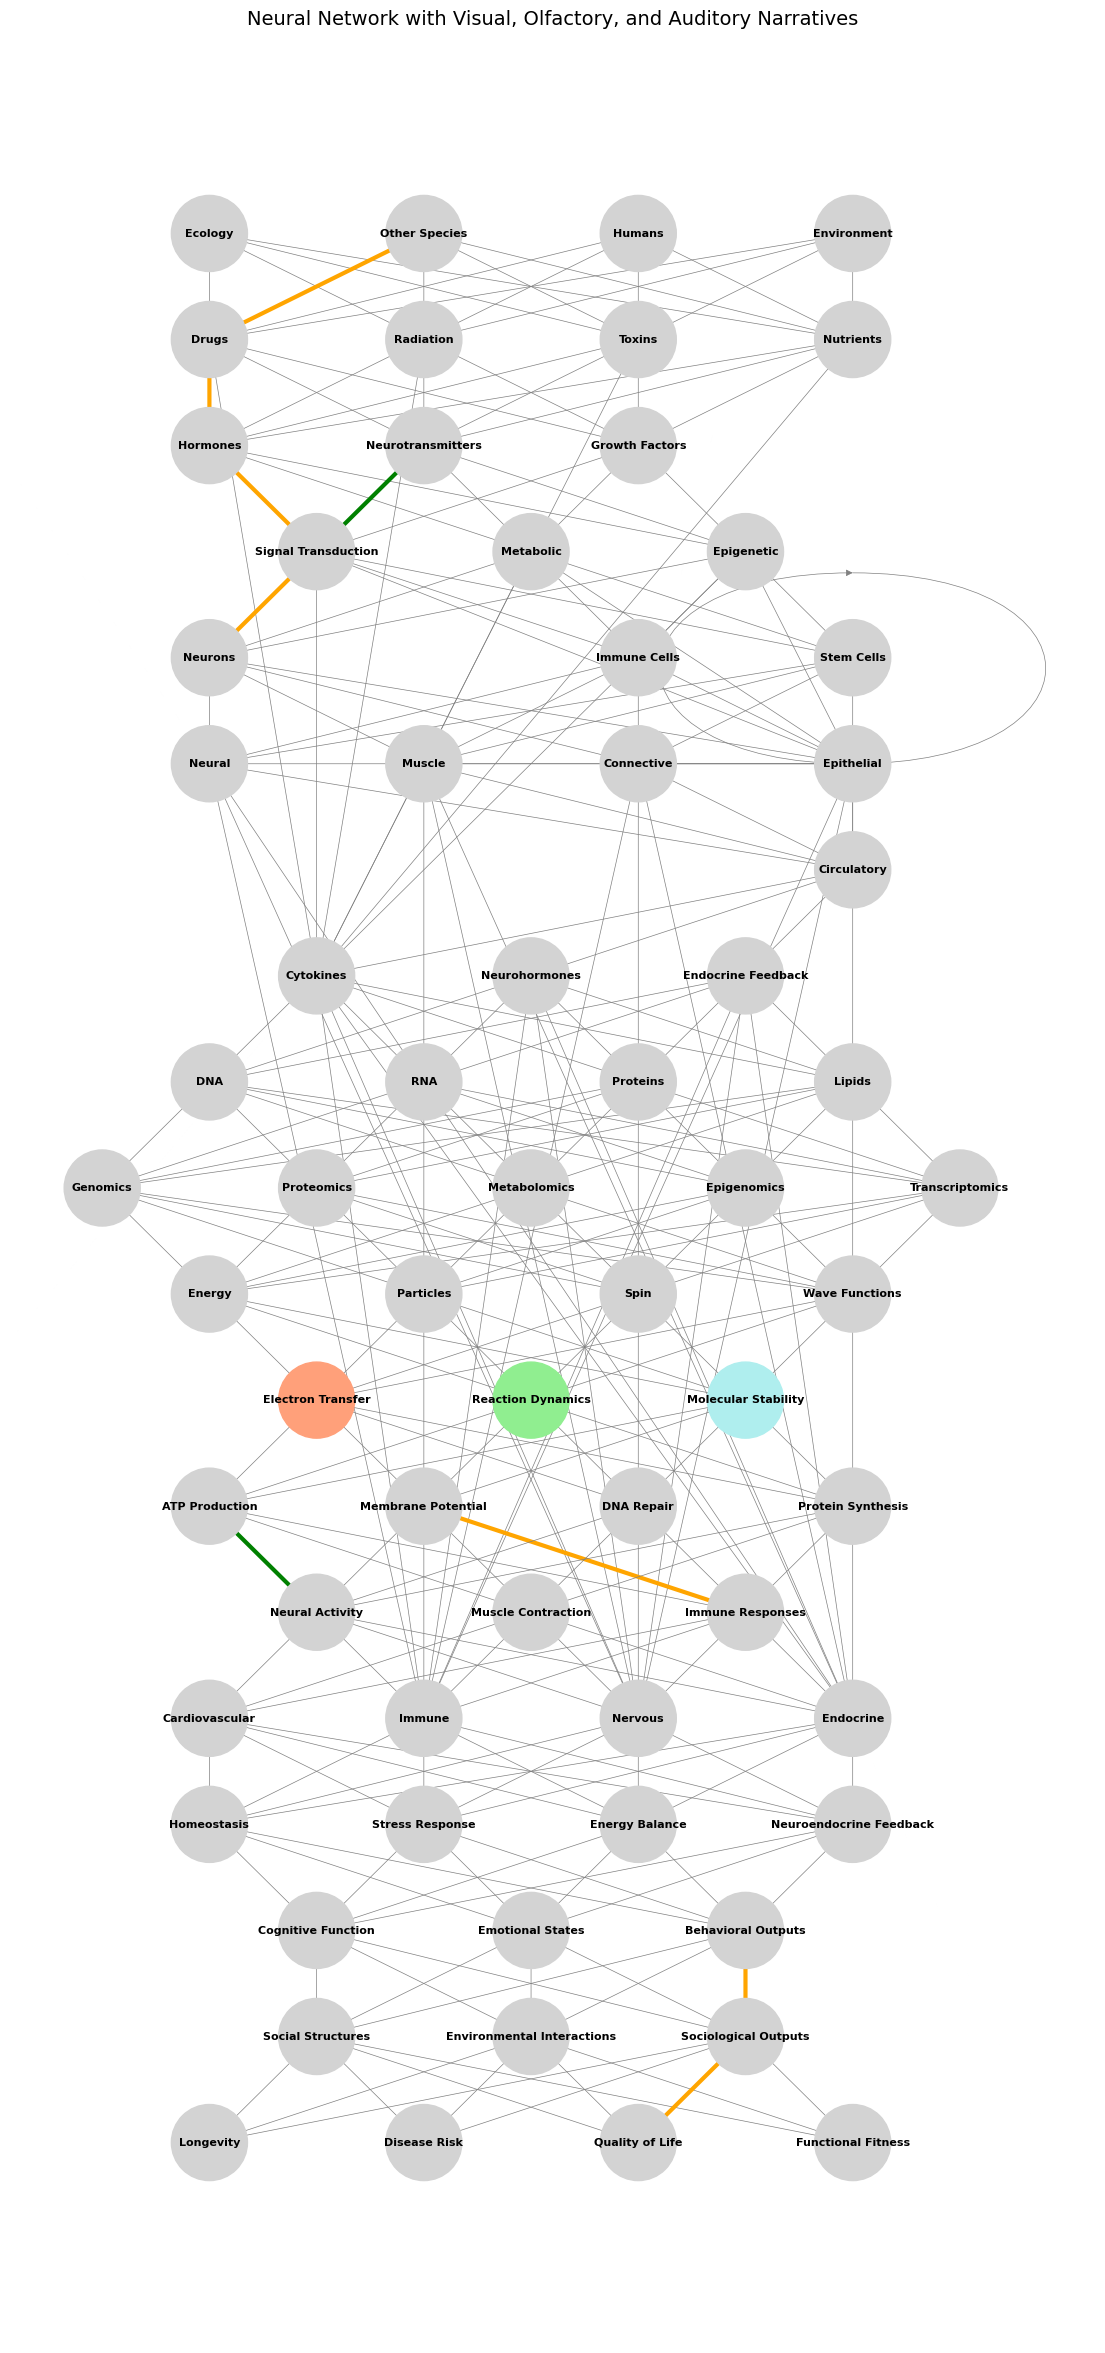 Neural Network with Visual, Olfactory, and Auditory Narratives
Ecology
Other Species
Humans
Environment
Drugs
Radiation
Toxins
Nutrients
Hormones
Neurotransmitters
Growth Factors
Signal Transduction
Metabolic
Epigenetic
Neurons
Immune Cells
Stem Cells
Neural
Muscle
Connective
Epithelial
Circulatory
Cytokines
Neurohormones
Endocrine Feedback
DNA
RNA
Proteins
Lipids
Genomics
Proteomics
Metabolomics
Epigenomics
Transcriptomics
Energy
Particles
Spin
Wave Functions
Electron Transfer
Reaction Dynamics
Molecular Stability
ATP Production
Membrane Potential
DNA Repair
Protein Synthesis
Neural Activity
Muscle Contraction
Immune Responses
Cardiovascular
Immune
Nervous
Endocrine
Homeostasis
Stress Response
Energy Balance
Neuroendocrine Feedback
Cognitive Function
Emotional States
Behavioral Outputs
Social Structures
Environmental Interactions
Sociological Outputs
Longevity
Disease Risk
Quality of Life
Functional Fitness